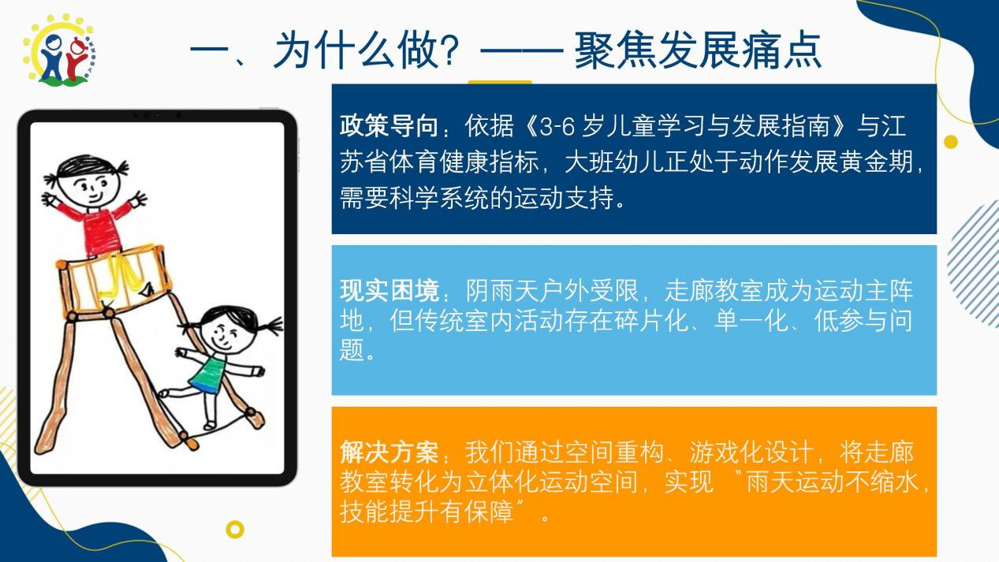 一、为什么做？——聚焦发展痛点
政策导向：依据《3-6 岁儿童学习与发展指南》与江
苏省体育健康指标，大班幼儿正处于动作发展黄金期，
需要科学系统的运动支持。
现实困境：阴雨天户外受限，走廊教室成为运动主阵
地，但传统室内活动存在碎片化、单一化、低参与问
题。
解决方案：我们通过空间重构、游戏化设计，将走廊
教室转化为立体化运动空间，实现〝雨天运动不缩水，
技能提升有保障〞。